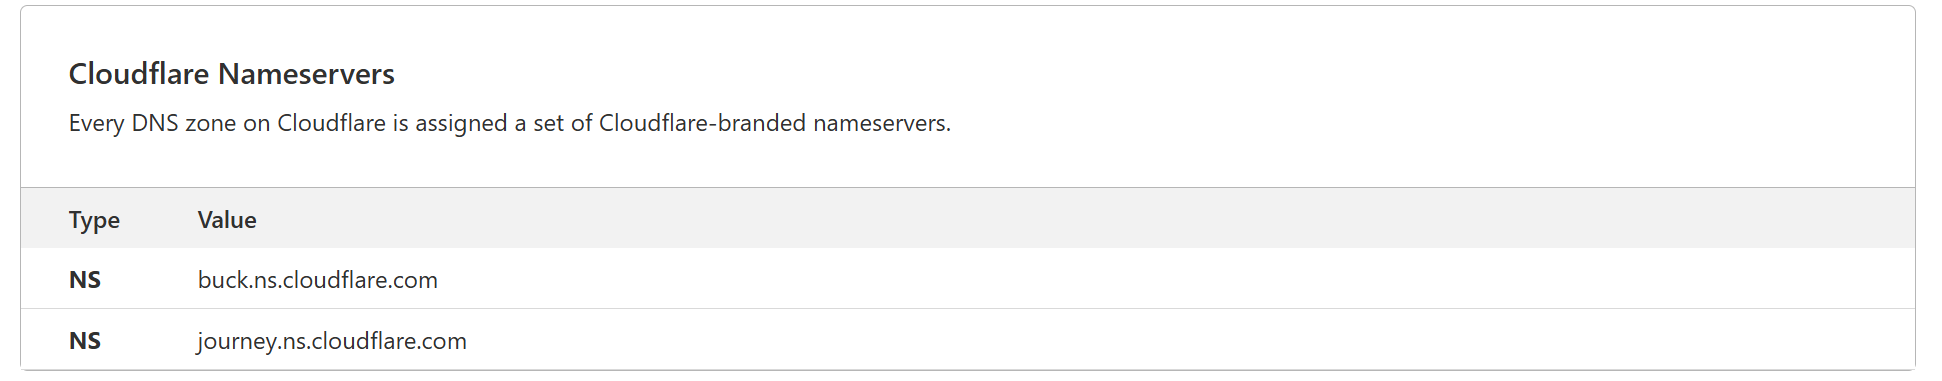 Cloudflare Nameservers
Every DNS zone on Cloudflare is assigned a set of Cloudflare-branded nameservers.
Type Value
NS buck.ns.cloudflare.com
NS journey.ns.cloudflare.com